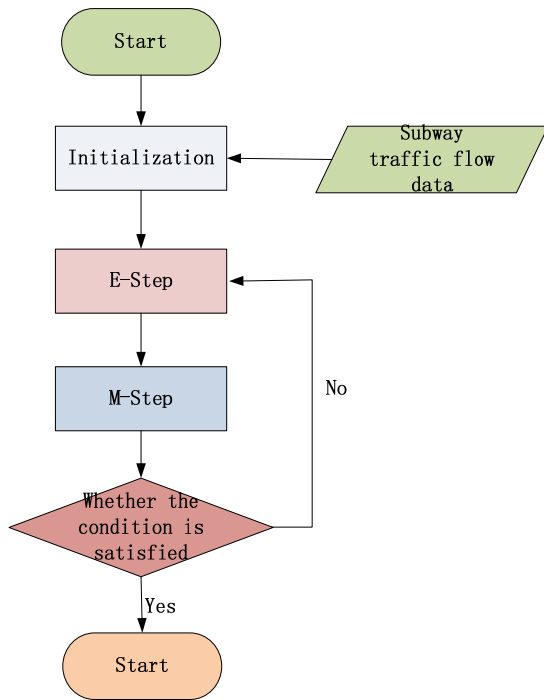 Start
Initialization
Subway
traffic flow
data
E-Step
M-Step
No
Whether the
condition is
satisfied
Yes
Start